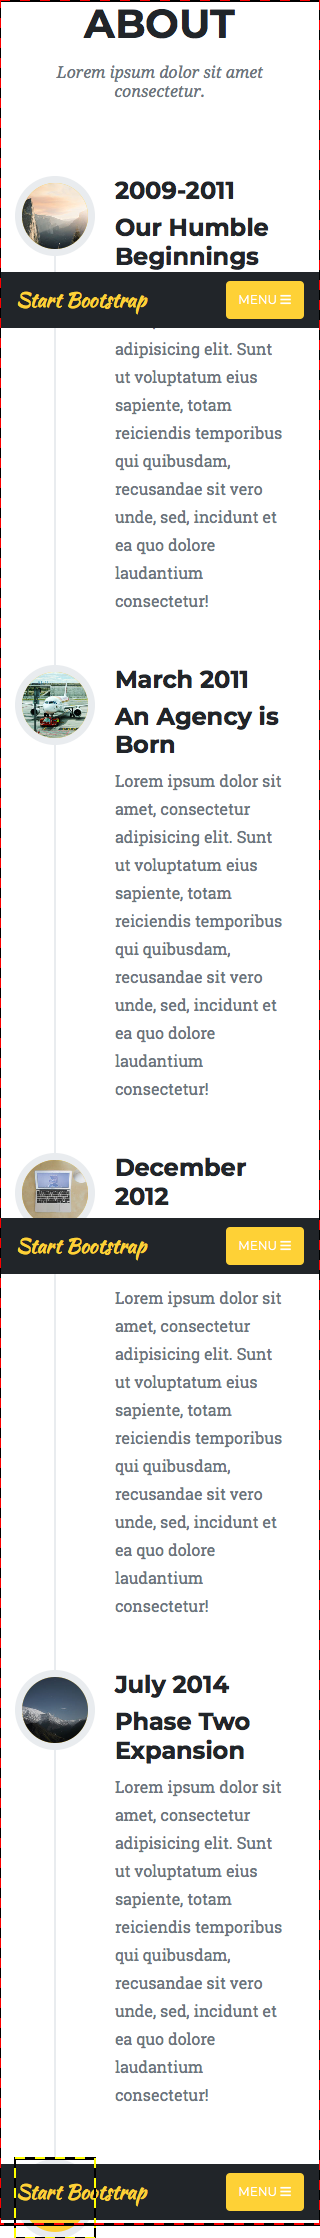 ABOUT
Lorem ipsum dolor sit amet
consectetur.
2009-2011
Our Humble
Beginnings
Start Bootstrap
MENU
adipisicing elit. Sunt
ut voluptatum eius
sapiente, totam
reiciendis temporibus
qui quibusdam,
recusandae sit vero
unde, sed, incidunt et
ea quo dolore
laudantium
consectetur!
March 2011
An Agency is
Born
Lorem ipsum dolor sit
amet, consectetur
adipisicing elit. Sunt
ut voluptatum eius
sapiente, totam
reiciendis temporibus
qui quibusdam,
recusandae sit vero
unde, sed, incidunt et
ea quo dolore
laudantium
consectetur!
December
2012
Start Bootstrap
MENU
Lorem ipsum dolor sit
amet, consectetur
adipisicing elit. Sunt
ut voluptatum eius
sapiente, totam
reiciendis temporibus
qui quibusdam,
recusandae sit vero
unde, sed, incidunt et
ea quo dolore
laudantium
consectetur!
July 2014
Phase Two
Expansion
Lorem ipsum dolor sit
amet, consectetur
adipisicing elit. Sunt
ut voluptatum eius
sapiente, totam
reiciendis temporibus
qui quibusdam,
recusandae sit vero
unde, sed, incidunt et
ea quo dolore
laudantium
consectetur!
Start Bootstrap
MENU